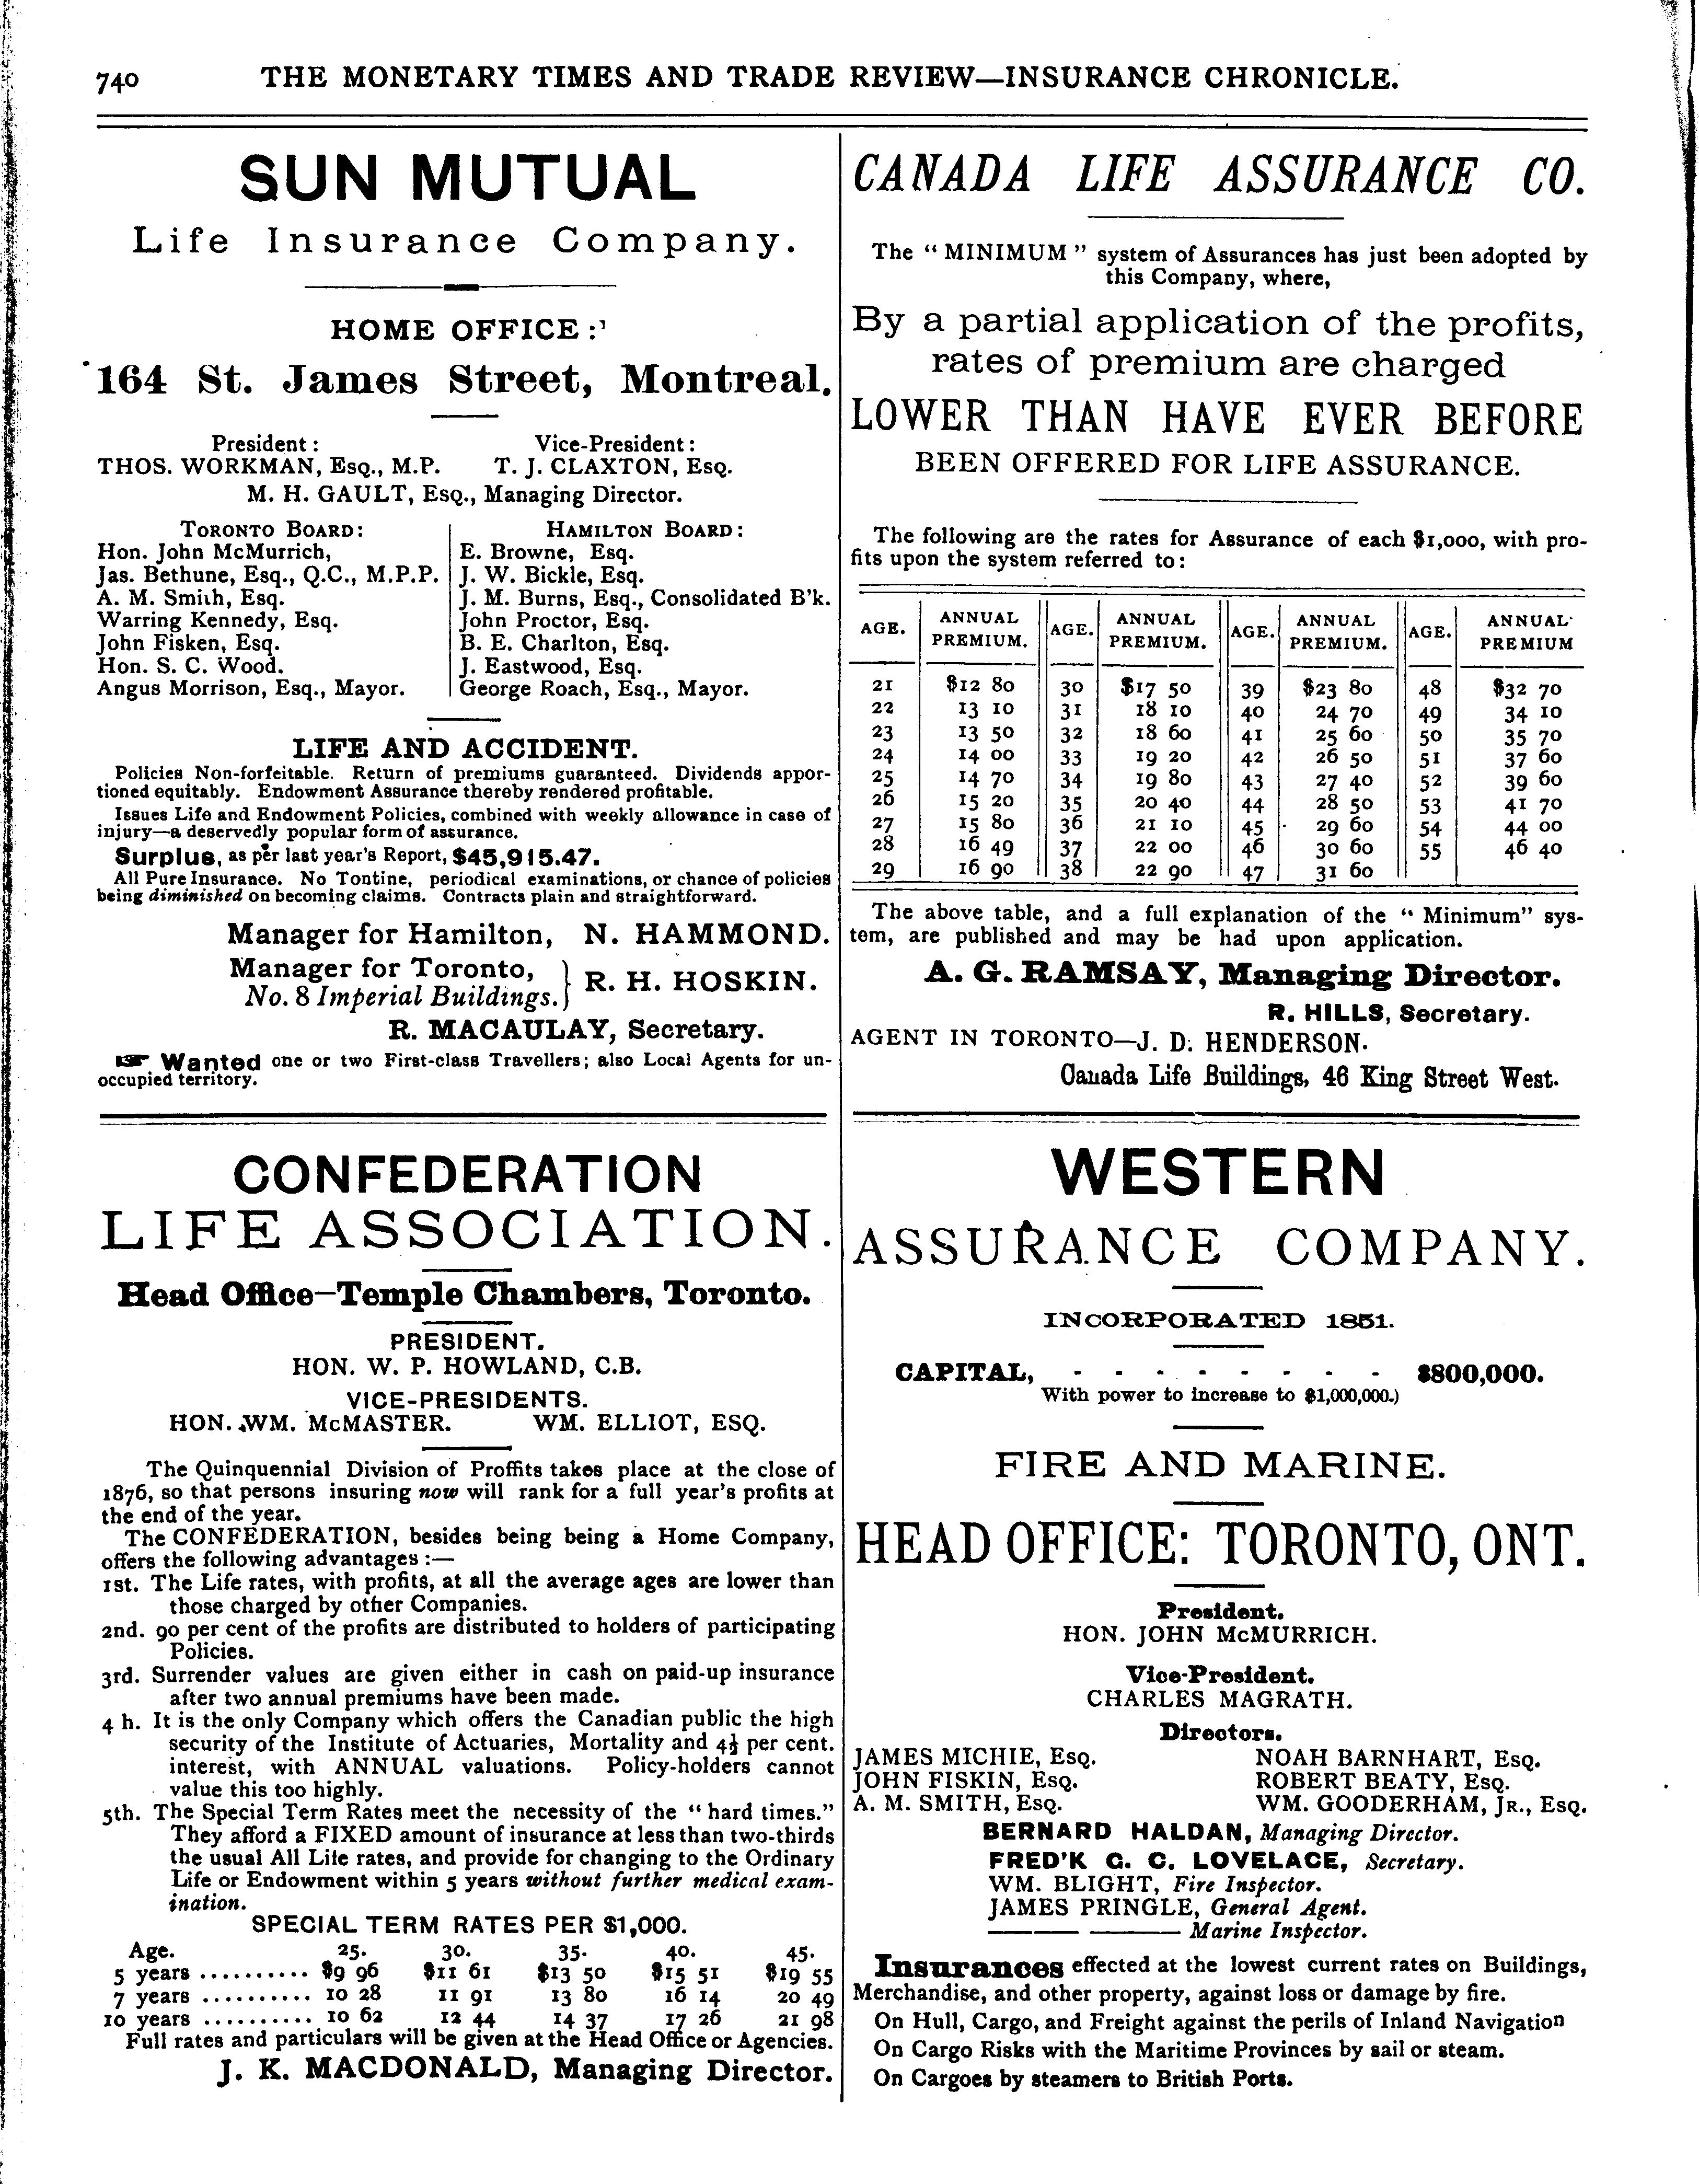 740 THE MONETARY TIMES AND TRADE REVIEW—INSURANCE CHRONICLE.
SUN MUTUAL
Life Insurance Company.
HOME OFFICE:
164 St. James Street, Montreal.
President: Vice-President:
THOS. WORKMAN, Esq., M.P. T. J. CLAXTON, Esq.
M. H. GAULT, Esq., Managing Director.
TORONTO BOARD: HAMILTON BOARD:
Hon. John McMurrich, E. Browne, Esq.
Jas. Bethune, Esq., Q.C., M.P.P. J. W. Bickle, Esq.
A. M. Smith, Esq. J. M. Burns, Esq., Consolidated B'k.
Warring Kennedy, Esq. John Proctor, Esq.
John Fisken, Esq. B. E. Charlton, Esq.
Hon. S. C. Wood. J. Eastwood, Esq.
Angus Morrison, Esq., Mayor. George Roach, Esq., Mayor.
LIFE AND ACCIDENT.
Policies Non-forfeitable. Return of premiums guaranteed. Dividends appor-
tioned equitably. Endowment Assurance thereby rendered profitable.
Issues Life and Endowment Policies, combined with weekly allowance in case of
injury—a deservedly popular form of assurance.
Surplus, as per last year's Report, $45,915.47.
All Pure Insurance. No Tontine, periodical examinations, or chance of policies
being diminished on becoming claims. Contracts plain and straightforward.
Manager for Hamilton, N. HAMMOND.
Manager for Toronto, } R. H. HOSKIN.
No. 8 Imperial Buildings.
R. MACAULAY, Secretary.
☞ Wanted one or two First-class Travellers; also Local Agents for un-
occupied territory.
CONFEDERATION
LIFE ASSOCIATION.
Head Office—Temple Chambers, Toronto.
PRESIDENT.
HON. W. P. HOWLAND, C.B.
VICE-PRESIDENTS.
HON. WM. McMASTER. WM. ELLIOT, ESQ.
The Quinquennial Division of Proffits takes place at the close of
1876, so that persons insuring now will rank for a full year's profits at
the end of the year.
The CONFEDERATION, besides being being a Home Company,
offers the following advantages:—
1st. The Life rates, with profits, at all the average ages are lower than
those charged by other Companies.
2nd. 90 per cent of the profits are distributed to holders of participating
Policies.
3rd. Surrender values are given either in cash on paid-up insurance
after two annual premiums have been made.
4 h. It is the only Company which offers the Canadian public the high
security of the Institute of Actuaries, Mortality and 4½ per cent.
interest, with ANNUAL valuations. Policy-holders cannot
value this too highly.
5th. The Special Term Rates meet the necessity of the "hard times."
They afford a FIXED amount of insurance at less than two-thirds
the usual All Life rates, and provide for changing to the Ordinary
Life or Endowment within 5 years without further medical exam-
ination.
SPECIAL TERM RATES PER $1,000.
Age. 25. 30. 35. 40. 45.
5 years .......... $9 96 $11 61 $13 50 $15 51 $19 55
7 years .......... 10 28 11 91 13 80 16 14 20 49
10 years .......... 10 62 12 44 14 37 17 26 21 98
Full rates and particulars will be given at the Head Office or Agencies.
J. K. MACDONALD, Managing Director.
CANADA LIFE ASSURANCE CO.
The "MINIMUM" system of Assurances has just been adopted by
this Company, where,
By a partial application of the profits,
rates of premium are charged
LOWER THAN HAVE EVER BEFORE
BEEN OFFERED FOR LIFE ASSURANCE.
The following are the rates for Assurance of each $1,000, with pro-
fits upon the system referred to:
AGE. ANNUAL PREMIUM. AGE. ANNUAL PREMIUM. AGE. ANNUAL PREMIUM. AGE. ANNUAL PREMIUM
21 $12 80 30 $17 50 39 $23 80 48 $32 70
22 13 10 31 18 10 40 24 70 49 34 10
23 13 50 32 18 60 41 25 60 50 35 70
24 14 00 33 19 20 42 26 50 51 37 60
25 14 70 34 19 80 43 27 40 52 39 60
26 15 20 35 20 40 44 28 50 53 41 70
27 15 80 36 21 10 45 29 60 54 44 00
28 16 49 37 22 00 46 30 60 55 46 40
29 16 90 38 22 90 47 31 60
The above table, and a full explanation of the "Minimum" sys-
tem, are published and may be had upon application.
A. G. RAMSAY, Managing Director.
R. HILLS, Secretary.
AGENT IN TORONTO—J. D. HENDERSON.
Canada Life Buildings, 46 King Street West.
WESTERN
ASSURANCE COMPANY.
INCORPORATED 1851.
CAPITAL, - - - - - - - - $800,000.
With power to increase to $1,000,000.)
FIRE AND MARINE.
HEAD OFFICE: TORONTO, ONT.
President.
HON. JOHN McMURRICH.
Vice-President.
CHARLES MAGRATH.
Directors.
JAMES MICHIE, Esq. NOAH BARNHART, Esq.
JOHN FISKIN, Esq. ROBERT BEATY, Esq.
A. M. SMITH, Esq. WM. GOODERHAM, Jr., Esq.
BERNARD HALDAN, Managing Director.
FRED'K G. C. LOVELACE, Secretary.
WM. BLIGHT, Fire Inspector.
JAMES PRINGLE, General Agent.
——— ——— Marine Inspector.
Insurances effected at the lowest current rates on Buildings,
Merchandise, and other property, against loss or damage by fire.
On Hull, Cargo, and Freight against the perils of Inland Navigation
On Cargo Risks with the Maritime Provinces by sail or steam.
On Cargoes by steamers to British Ports.